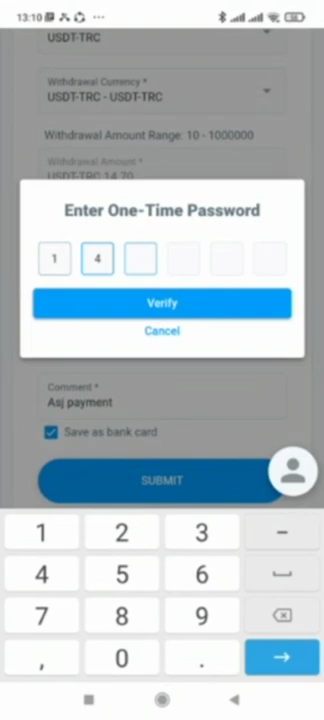 13:10
USDT-TRC
Withdrawal Currency *
USDT-TRC - USDT-TRC
Withdrawal Amount Range: 10 - 1000000
Withdrawal Amount *
USDT-TRC 14.70
Enter One-Time Password
1 4
Verify
Cancel
Comment *
Asj payment
Save as bank card
SUBMIT
1 2 3 –
4 5 6
7 8 9
, 0 .